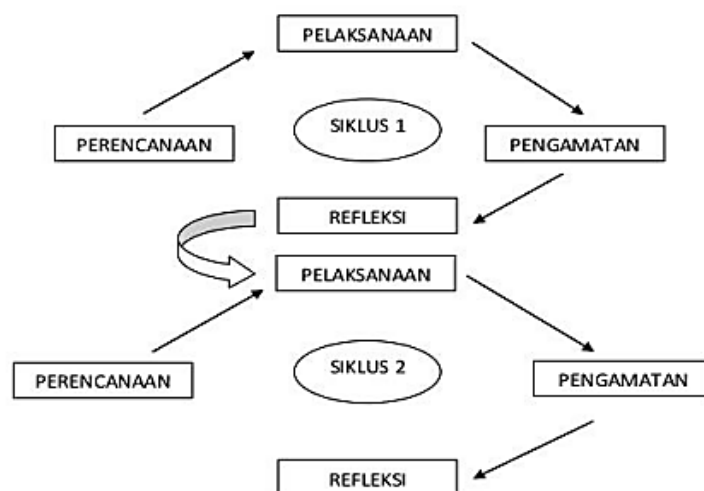 PELAKSANAAN
PERENCANAAN
SIKLUS 1
PENGAMATAN
REFLEKSI
PELAKSANAAN
PERENCANAAN
SIKLUS 2
PENGAMATAN
REFLEKSI